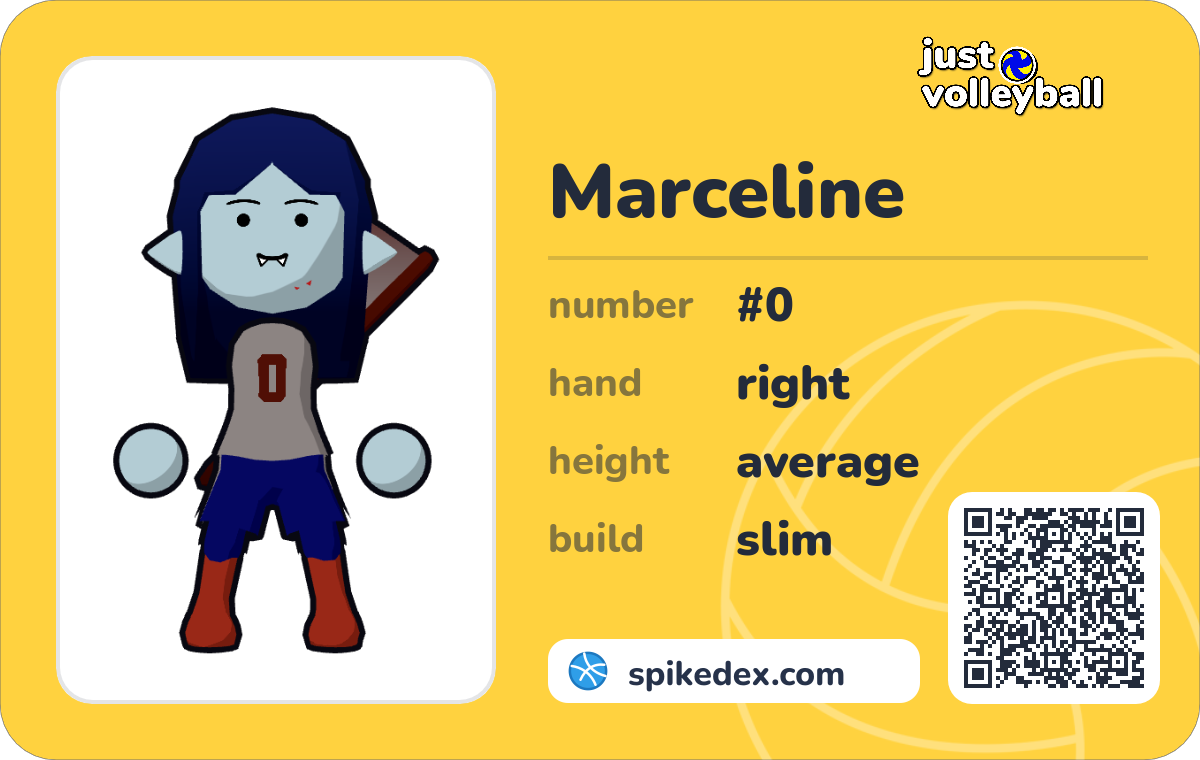 just
volleyball
Marceline
number #0
hand right
height average
build slim
0
spikedex.com